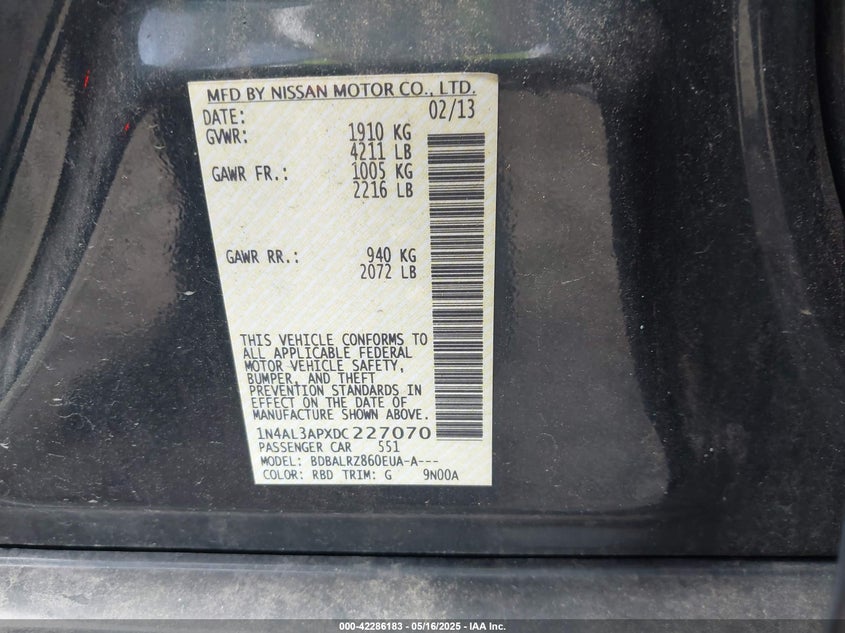 MFD BY NISSAN MOTOR CO., LTD.
DATE: 02/13
GVWR: 1910 KG
4211 LB
GAWR FR.: 1005 KG
2216 LB
GAWR RR.: 940 KG
2072 LB
THIS VEHICLE CONFORMS TO
ALL APPLICABLE FEDERAL
MOTOR VEHICLE SAFETY,
BUMPER, AND THEFT
PREVENTION STANDARDS IN
EFFECT ON THE DATE OF
MANUFACTURE SHOWN ABOVE.
1N4AL3APXDC227070
PASSENGER CAR 551
MODEL: BDBALRZ860EUA-A---
COLOR: RBD TRIM: G 9N00A
000-42286183 - 05/16/2025 - IAA Inc.